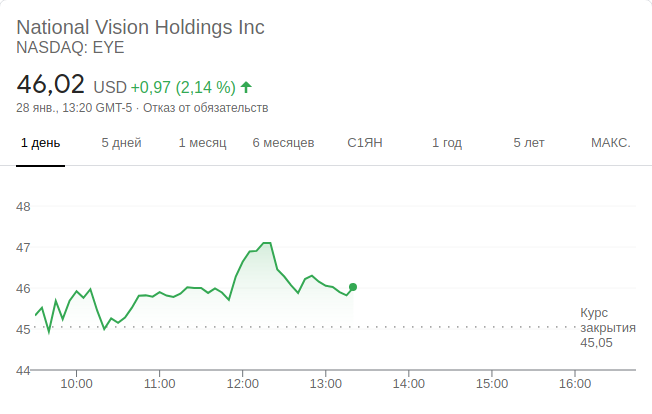 National Vision Holdings Inc
NASDAQ: EYE
46,02 USD +0,97 (2,14 %)
28 янв., 13:20 GMT-5 · Отказ от обязательств
1 день 5 дней 1 месяц 6 месяцев С1ЯН 1 год 5 лет МАКС.
48
47
46
45
44
Курс
закрытия
45,05
10:00 11:00 12:00 13:00 14:00 15:00 16:00